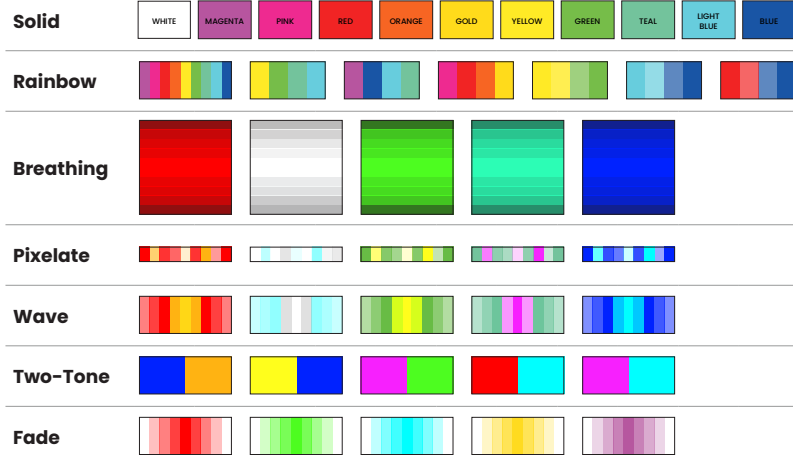 Solid
WHITE MAGENTA PINK RED ORANGE GOLD YELLOW GREEN TEAL LIGHT BLUE BLUE
Rainbow
Breathing
Pixelate
Wave
Two-Tone
Fade